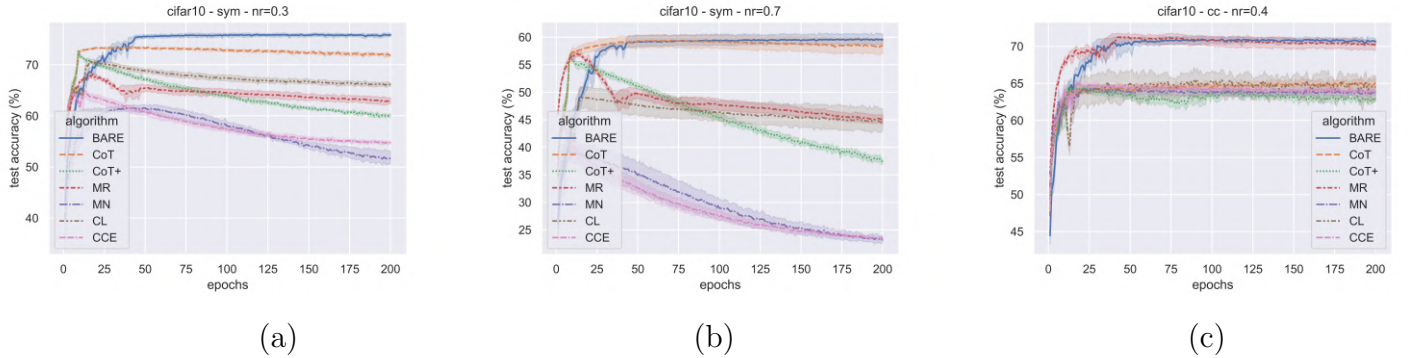 cifar10 - sym - nr=0.3
test accuracy (%)
70
60
50
40
algorithm
BARE
CoT
CoT+
MR
MN
CL
CCE
0 25 50 75 100 125 150 175 200
epochs
(a)
cifar10 - sym - nr=0.7
test accuracy (%)
60
55
50
45
40
35
30
25
algorithm
BARE
CoT
CoT+
MR
MN
CL
CCE
0 25 50 75 100 125 150 175 200
epochs
(b)
cifar10 - cc - nr=0.4
test accuracy (%)
70
65
60
55
50
45
algorithm
BARE
CoT
CoT+
MR
MN
CL
CCE
0 25 50 75 100 125 150 175 200
epochs
(c)